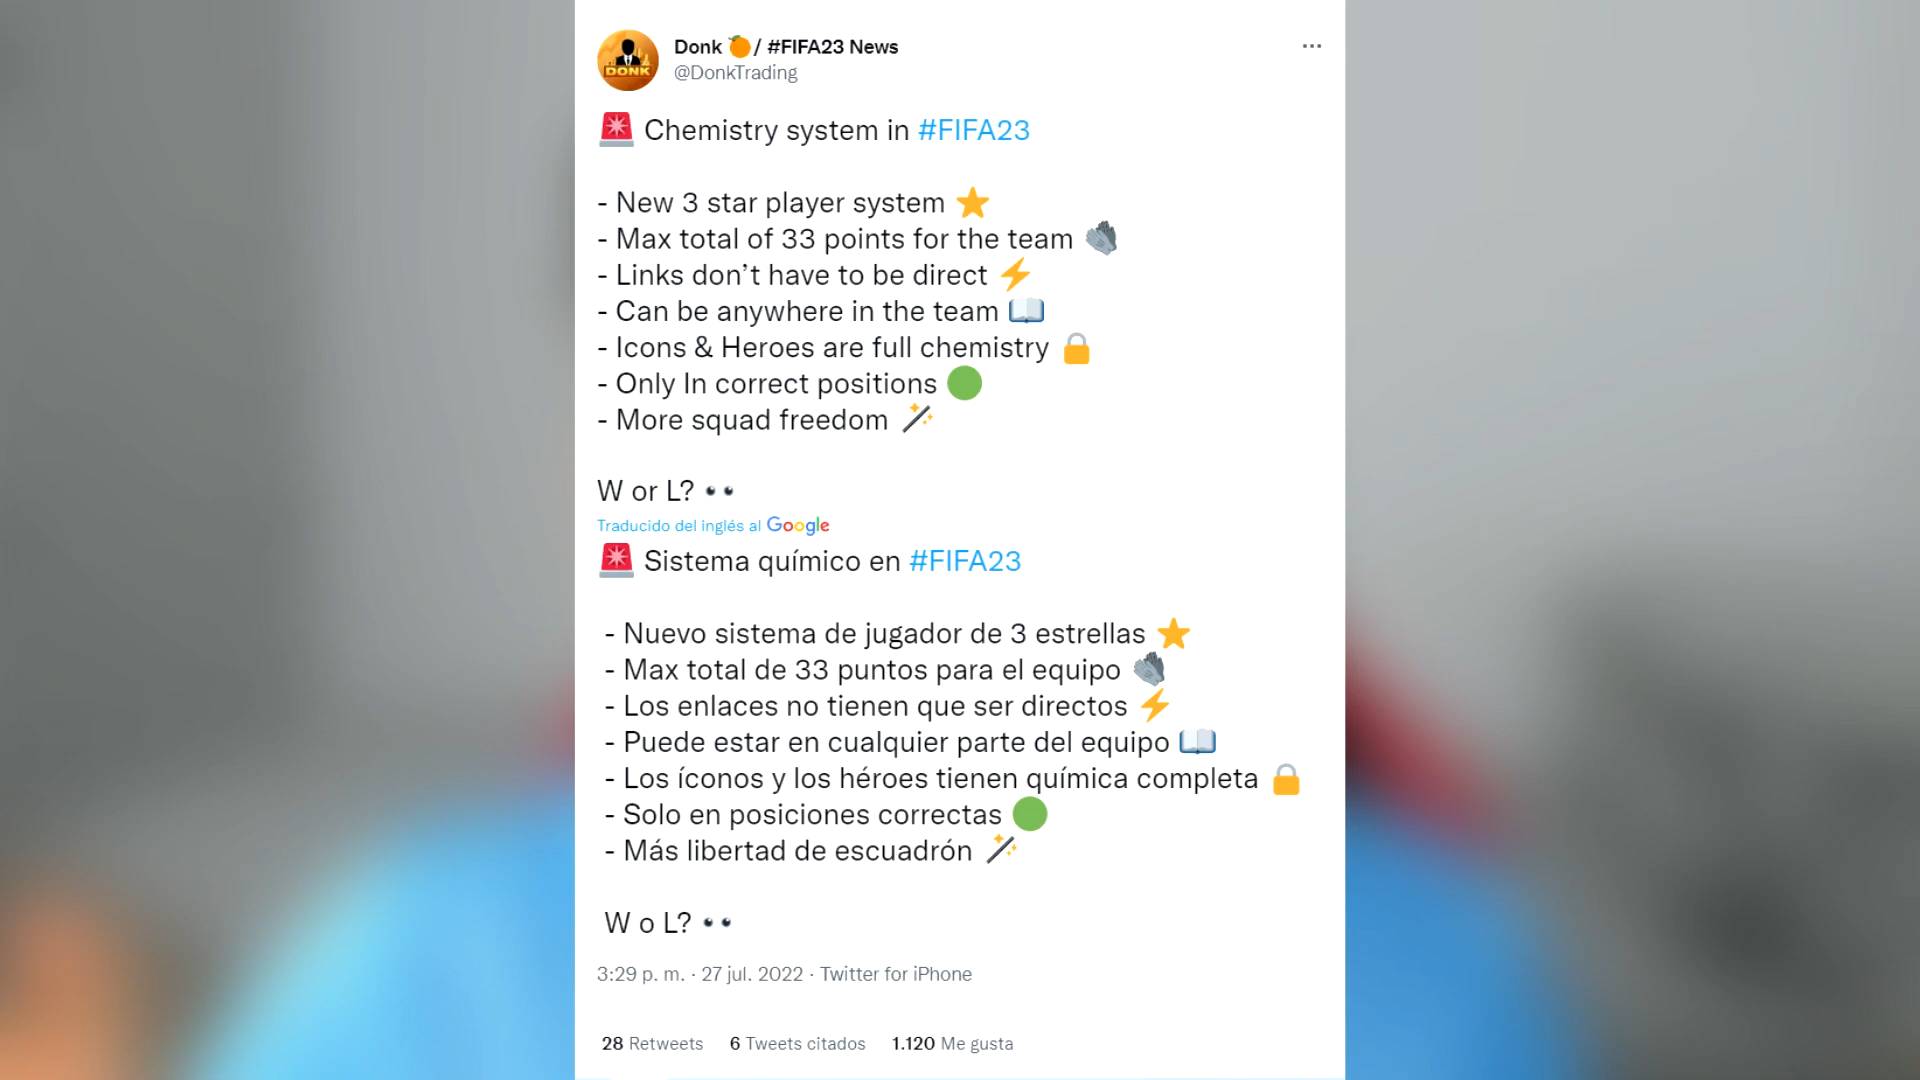 DONK
Donk 🍊/ #FIFA23 News
@DonkTrading
🚨 Chemistry system in #FIFA23
- New 3 star player system ⭐
- Max total of 33 points for the team 🧤
- Links don’t have to be direct ⚡
- Can be anywhere in the team 📖
- Icons & Heroes are full chemistry 🔒
- Only In correct positions 🟢
- More squad freedom 🪄
W or L? 👀
Traducido del inglés al Google
🚨 Sistema químico en #FIFA23
- Nuevo sistema de jugador de 3 estrellas ⭐
- Max total de 33 puntos para el equipo 🧤
- Los enlaces no tienen que ser directos ⚡
- Puede estar en cualquier parte del equipo 📖
- Los íconos y los héroes tienen química completa 🔒
- Solo en posiciones correctas 🟢
- Más libertad de escuadrón 🪄
W o L? 👀
3:29 p. m. · 27 jul. 2022 · Twitter for iPhone
28 Retweets 6 Tweets citados 1.120 Me gusta